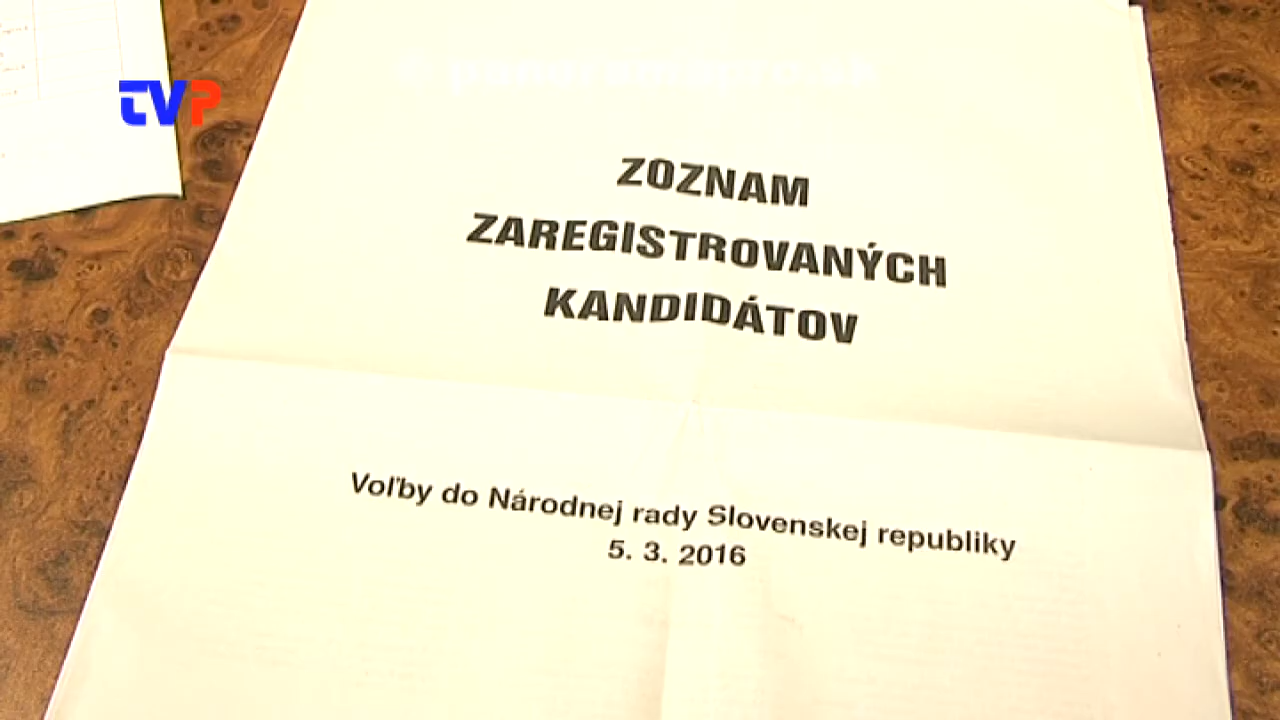 TVP
ZOZNAM
ZAREGISTROVANÝCH
KANDIDÁTOV
Voľby do Národnej rady Slovenskej republiky
5. 3. 2016